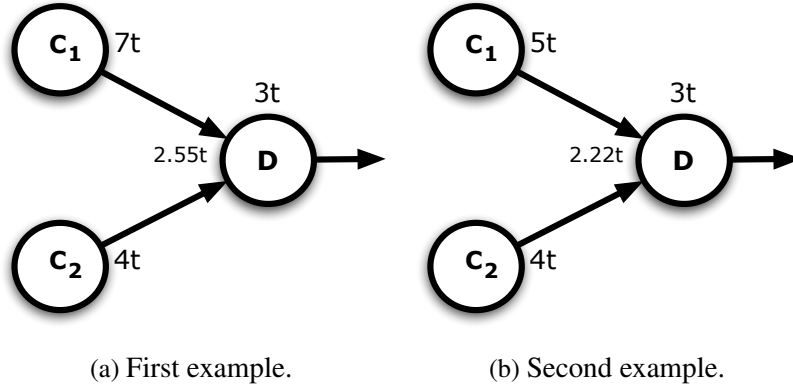 C1 7t
3t
2.55t D
C2 4t
(a) First example.
C1 5t
3t
2.22t D
C2 4t
(b) Second example.